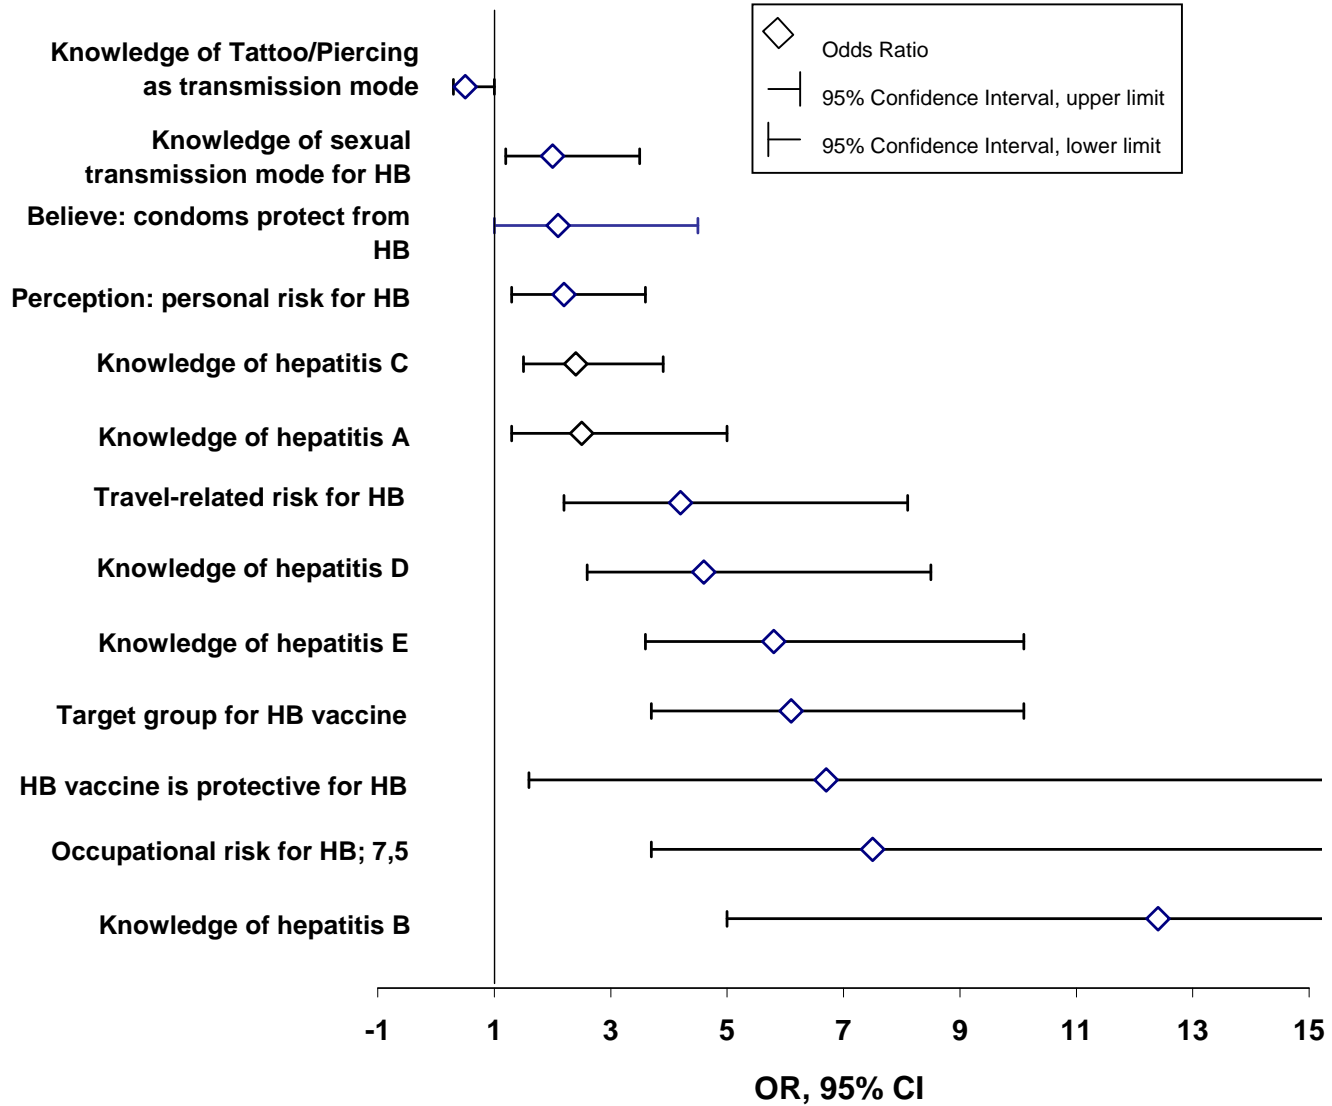 Knowledge of Tattoo/Piercing
as transmission mode
Knowledge of sexual
transmission mode for HB
Believe: condoms protect from
HB
Perception: personal risk for HB
Knowledge of hepatitis C
Knowledge of hepatitis A
Travel-related risk for HB
Knowledge of hepatitis D
Knowledge of hepatitis E
Target group for HB vaccine
HB vaccine is protective for HB
Occupational risk for HB; 7,5
Knowledge of hepatitis B
Odds Ratio
95% Confidence Interval, upper limit
95% Confidence Interval, lower limit
-1 1 3 5 7 9 11 13 15
OR, 95% CI